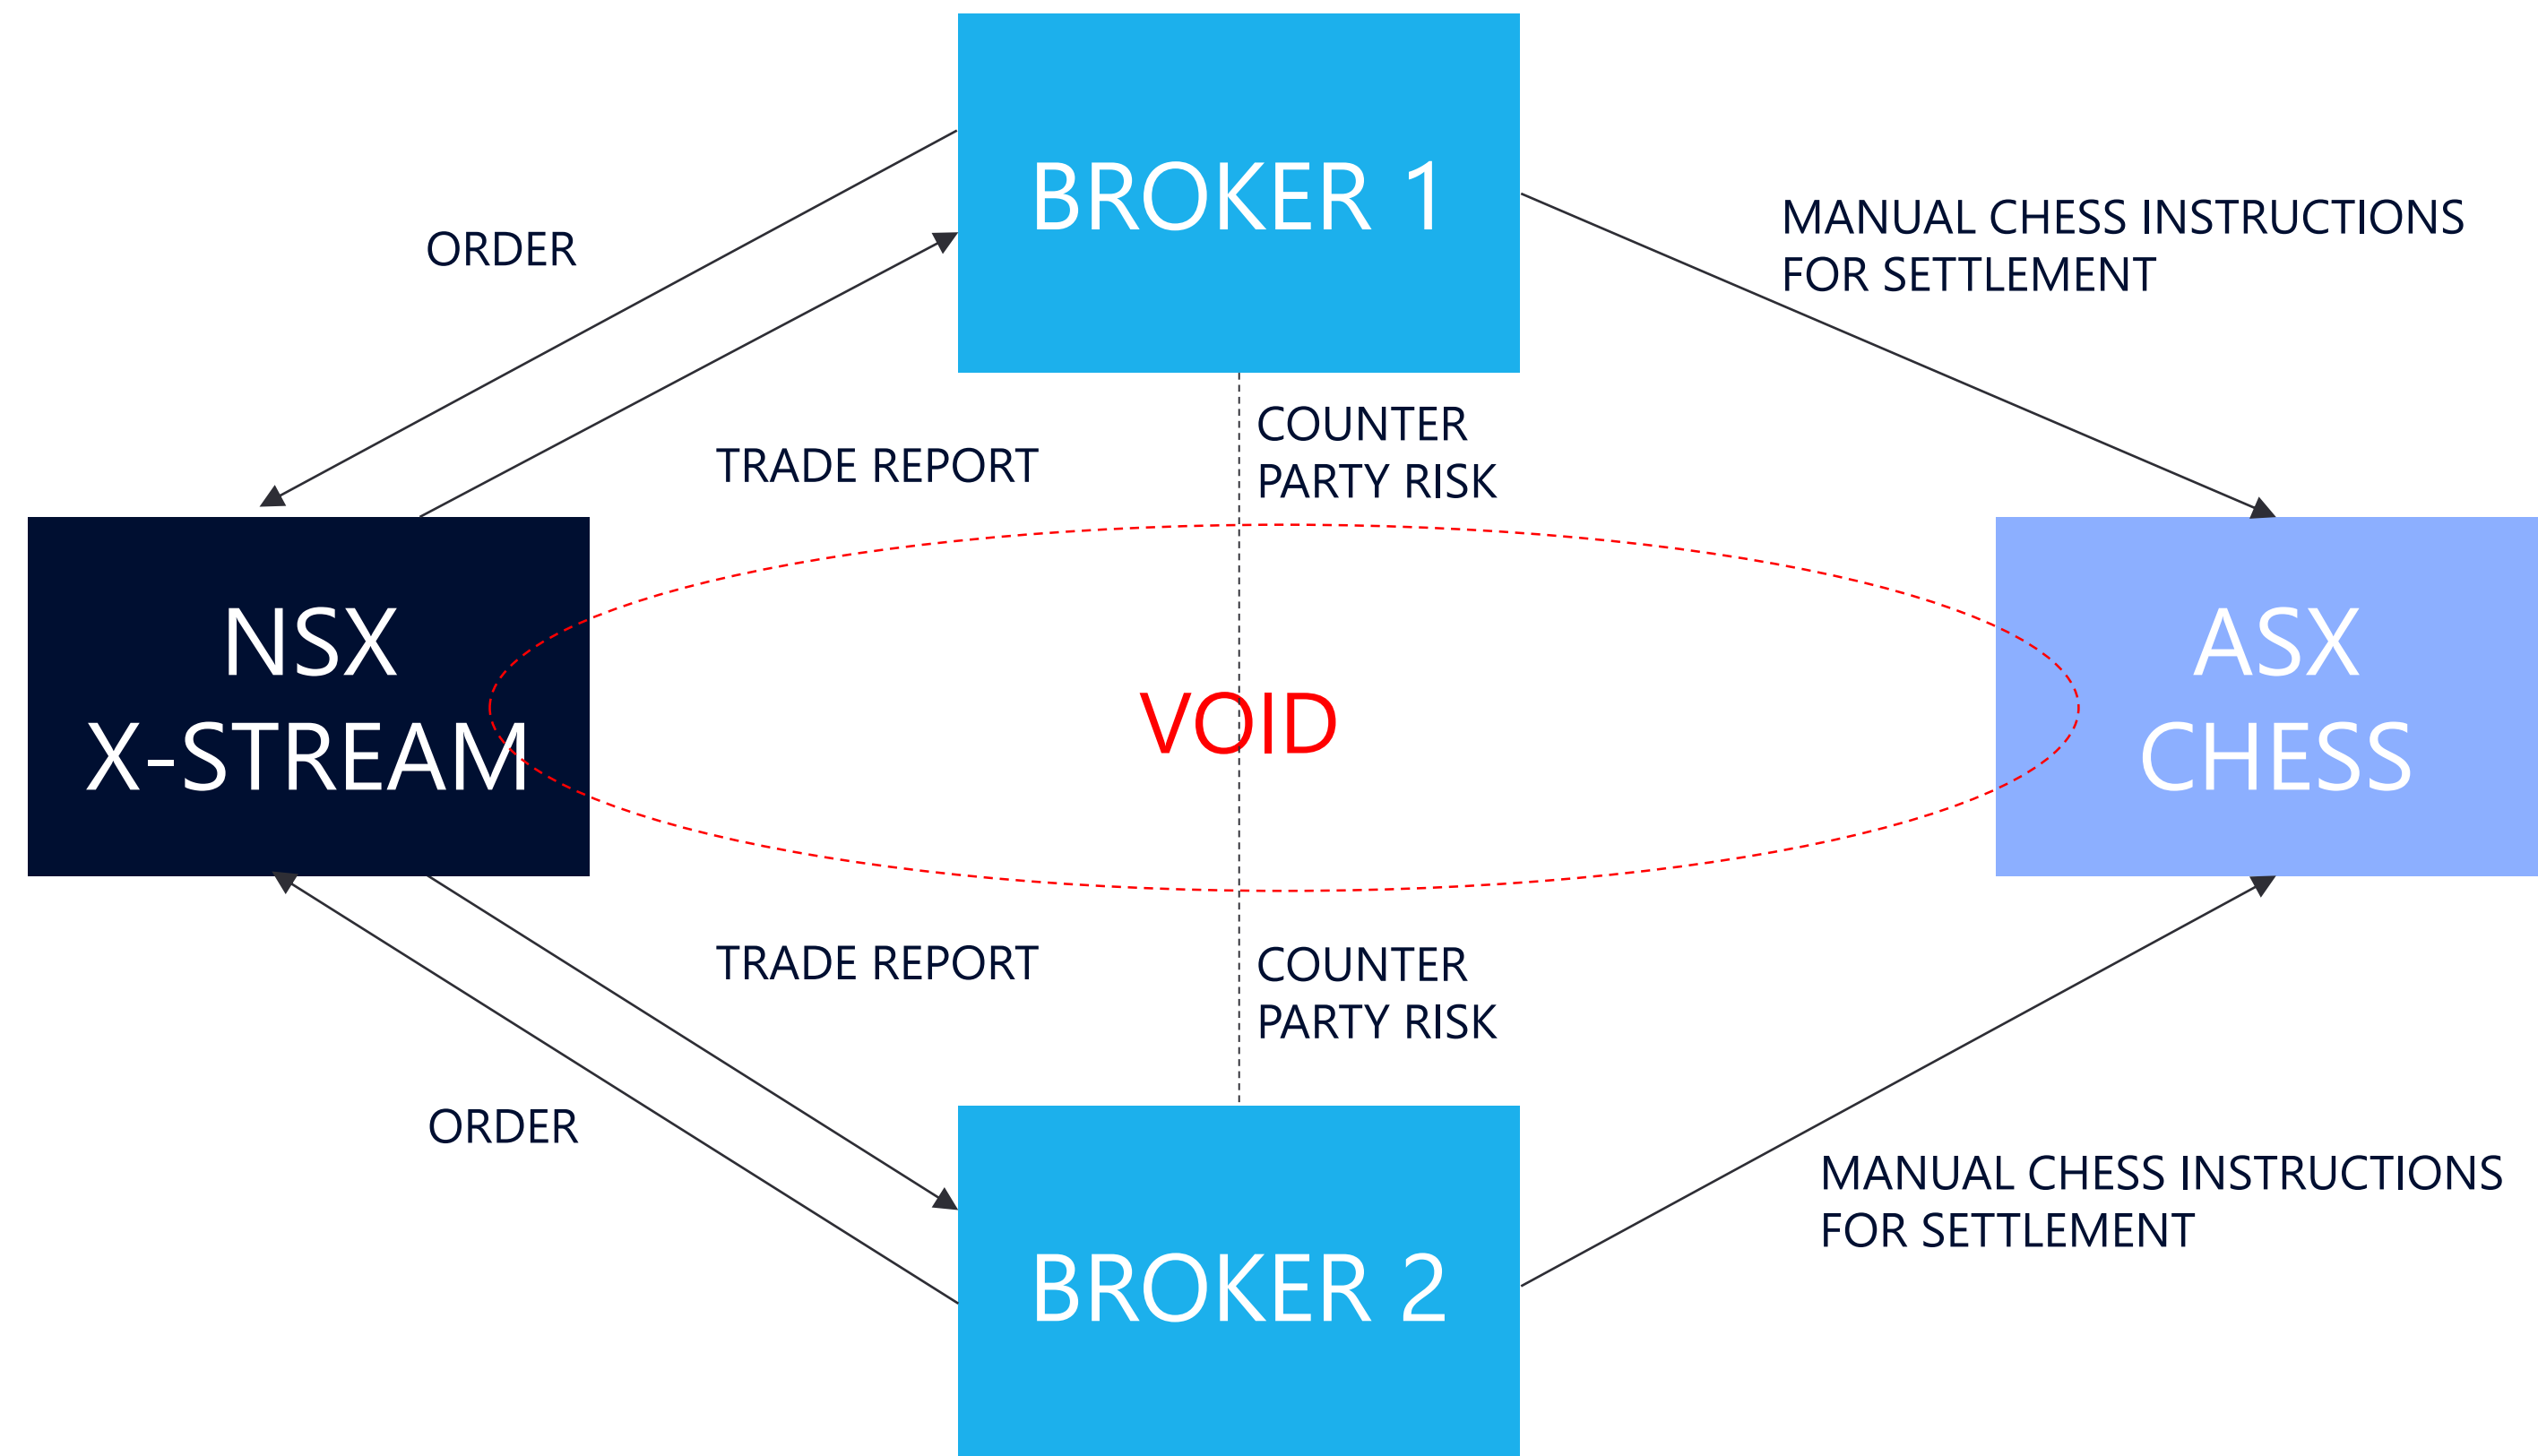 BROKER 1
ORDER
MANUAL CHESS INSTRUCTIONS
FOR SETTLEMENT
TRADE REPORT
COUNTER
PARTY RISK
NSX
X-STREAM
VOID
ASX
CHESS
TRADE REPORT
COUNTER
PARTY RISK
ORDER
MANUAL CHESS INSTRUCTIONS
FOR SETTLEMENT
BROKER 2